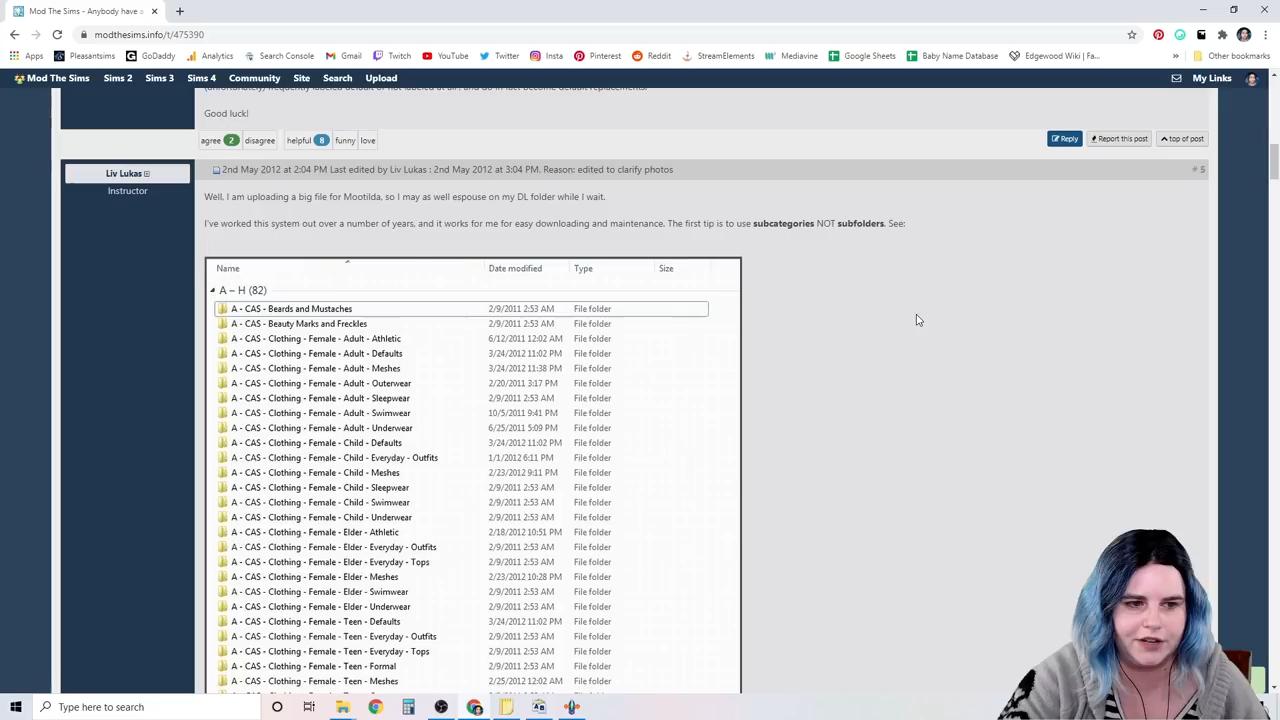 Mod The Sims - Anybody have a
modthesims.info/t/475390
Apps Pleasantsims GoDaddy Analytics Search Console Gmail Twitch YouTube Twitter Insta Pinterest Reddit StreamElements Mediavine Google Sheets Baby Name Database Edgewood Wiki | Fa... » Other bookmarks
Mod The Sims Sims 2 Sims 3 Sims 4 Community Site Search Upload My Links
(unfortunately) frequently labeled default or not labeled at all, and do in fact become default replacements.
Good luck!
agree 2 disagree helpful 8 funny love Reply Report this post top of post
Liv Lukas 2nd May 2012 at 2:04 PM Last edited by Liv Lukas : 2nd May 2012 at 3:04 PM. Reason: edited to clarify photos # 5
Instructor
Well, I am uploading a big file for Mootilda, so I may as well espouse on my DL folder while I wait.
I've worked this system out over a number of years, and it works for me for easy downloading and maintenance. The first tip is to use subcategories NOT subfolders. See:
Name Date modified Type Size
A – H (82)
A - CAS - Beards and Mustaches 2/9/2011 2:53 AM File folder
A - CAS - Beauty Marks and Freckles 2/9/2011 2:53 AM File folder
A - CAS - Clothing - Female - Adult - Athletic 6/12/2011 12:02 AM File folder
A - CAS - Clothing - Female - Adult - Defaults 3/24/2012 11:02 PM File folder
A - CAS - Clothing - Female - Adult - Meshes 3/24/2012 11:38 PM File folder
A - CAS - Clothing - Female - Adult - Outerwear 2/20/2011 3:17 PM File folder
A - CAS - Clothing - Female - Adult - Sleepwear 2/9/2011 2:53 AM File folder
A - CAS - Clothing - Female - Adult - Swimwear 10/5/2011 9:41 PM File folder
A - CAS - Clothing - Female - Adult - Underwear 6/25/2011 5:09 PM File folder
A - CAS - Clothing - Female - Child - Defaults 3/24/2012 11:02 PM File folder
A - CAS - Clothing - Female - Child - Everyday - Outfits 1/1/2012 6:11 PM File folder
A - CAS - Clothing - Female - Child - Meshes 2/23/2012 9:11 PM File folder
A - CAS - Clothing - Female - Child - Sleepwear 2/9/2011 2:53 AM File folder
A - CAS - Clothing - Female - Child - Swimwear 2/9/2011 2:53 AM File folder
A - CAS - Clothing - Female - Child - Underwear 2/9/2011 2:53 AM File folder
A - CAS - Clothing - Female - Elder - Athletic 2/18/2012 10:51 PM File folder
A - CAS - Clothing - Female - Elder - Everyday - Outfits 2/9/2011 2:53 AM File folder
A - CAS - Clothing - Female - Elder - Everyday - Tops 2/9/2011 2:53 AM File folder
A - CAS - Clothing - Female - Elder - Meshes 2/23/2012 10:28 PM File folder
A - CAS - Clothing - Female - Elder - Swimwear 2/9/2011 2:53 AM File folder
A - CAS - Clothing - Female - Elder - Underwear 2/9/2011 2:53 AM File folder
A - CAS - Clothing - Female - Teen - Defaults 3/24/2012 11:02 PM File folder
A - CAS - Clothing - Female - Teen - Everyday - Outfits 2/9/2011 2:53 AM File folder
A - CAS - Clothing - Female - Teen - Everyday - Tops 2/9/2011 2:53 AM File folder
A - CAS - Clothing - Female - Teen - Formal 2/9/2011 2:53 AM File folder
A - CAS - Clothing - Female - Teen - Meshes 2/25/2012 12:02 AM File folder
Type here to search